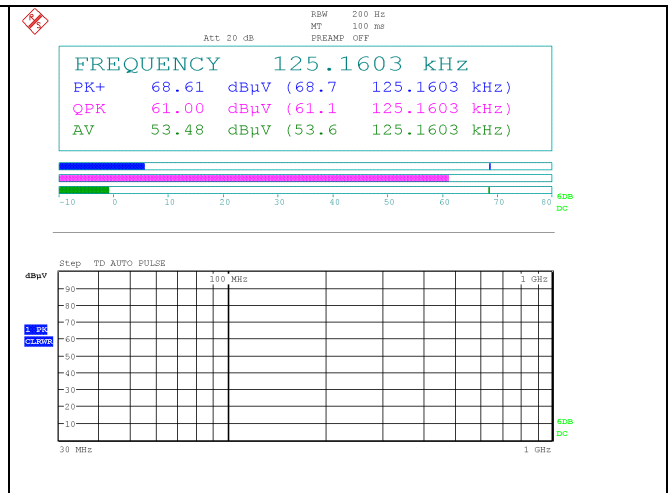 R S
RBW 200 Hz
MT 100 ms
Att 20 dB PREAMP OFF
FREQUENCY 125.1603 kHz
PK+ 68.61 dBµV (68.7 125.1603 kHz)
QPK 61.00 dBµV (61.1 125.1603 kHz)
AV 53.48 dBµV (53.6 125.1603 kHz)
-10 0 10 20 30 40 50 60 70 80
6DB
DC
Step TD AUTO PULSE
dBµV
100 MHz 1 GHz
90
80
70
1 PK
CLRWR
60
50
40
30
20
10
6DB
DC
30 MHz 1 GHz